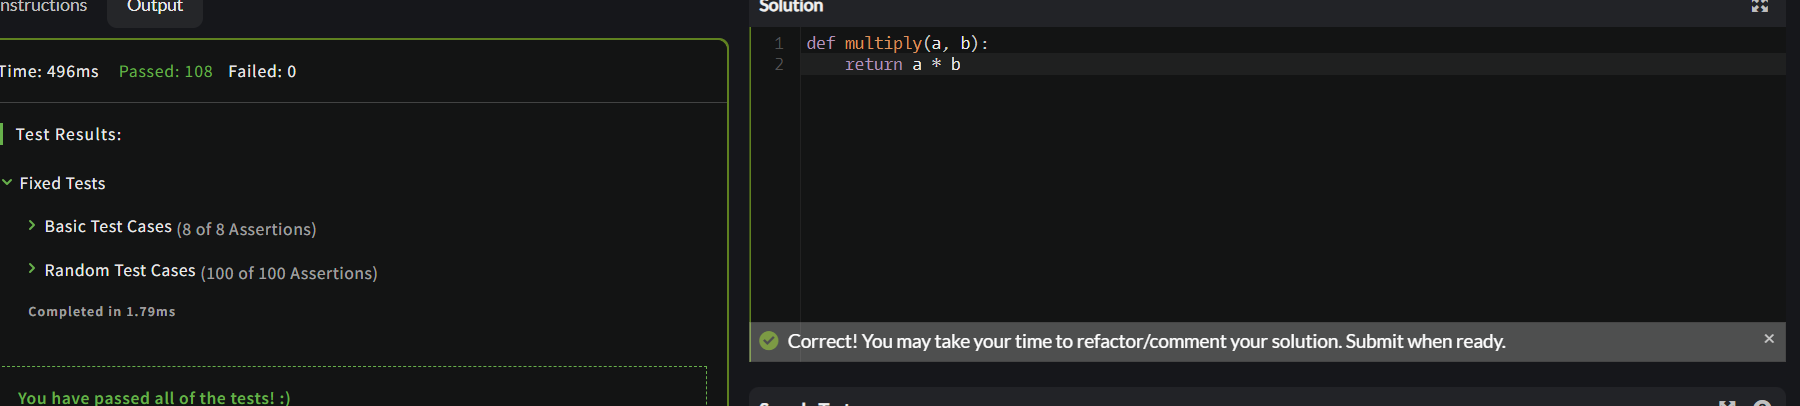 nstructions
Output
Time: 496ms Passed: 108 Failed: 0
Test Results:
Fixed Tests
Basic Test Cases (8 of 8 Assertions)
Random Test Cases (100 of 100 Assertions)
Completed in 1.79ms
You have passed all of the tests! :)
Solution
1 def multiply(a, b):
2 return a * b
Correct! You may take your time to refactor/comment your solution. Submit when ready.